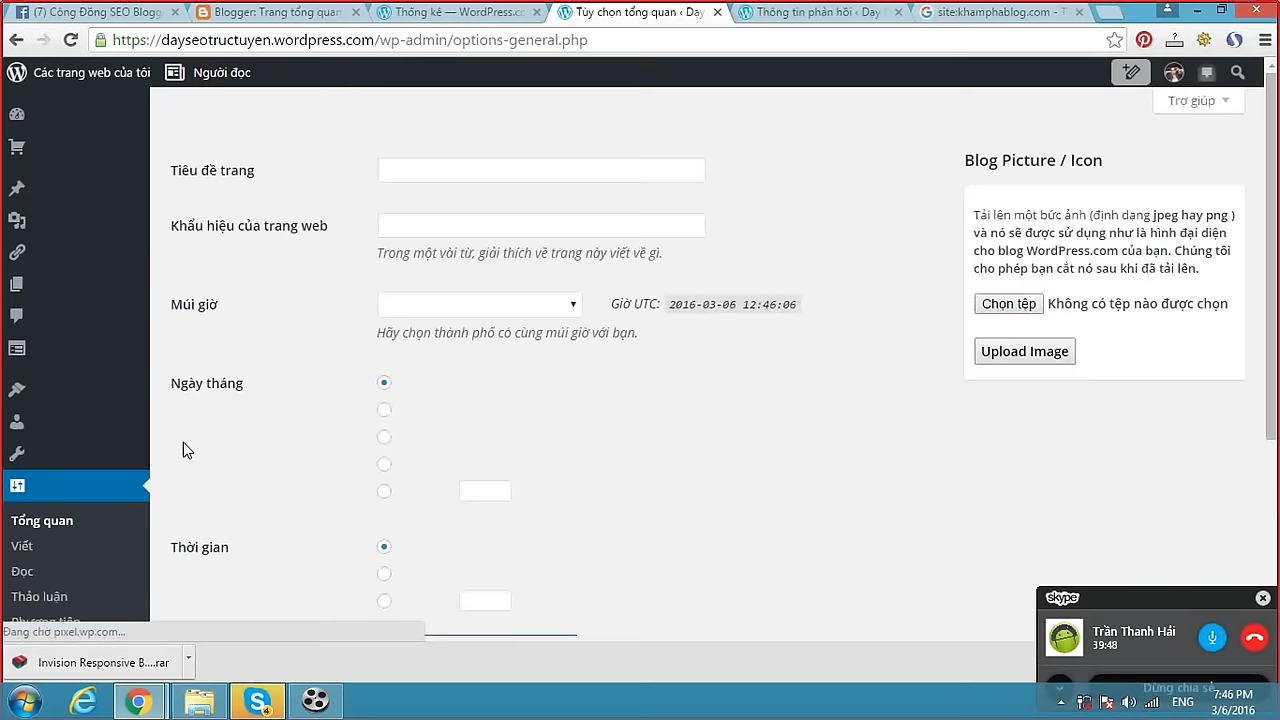 (7) Cộng Đồng SEO Blogg
Blogger: Trang tổng quan
Thống kê — WordPress.c
Tùy chọn tổng quan ‹ Day
Thông tin phản hồi ‹ Day
site:khamphablog.com - T
https://dayseotructuyen.wordpress.com/wp-admin/options-general.php
Các trang web của tôi
Người đọc
Trợ giúp
Tiêu đề trang
Blog Picture / Icon
Tải lên một bức ảnh (định dạng jpeg hay png )
và nó sẽ được sử dụng như là hình đại diện
cho blog WordPress.com của bạn. Chúng tôi
cho phép bạn cắt nó sau khi đã tải lên.
Chọn tệp Không có tệp nào được chọn
Upload Image
Khẩu hiệu của trang web
Trong một vài từ, giải thích về trang này viết về gì.
Múi giờ
Giờ UTC: 2016-03-06 12:46:06
Hãy chọn thành phố có cùng múi giờ với bạn.
Ngày tháng
Thời gian
Tổng quan
Viết
Đọc
Thảo luận
Phương tiện
Đang chờ pixel.wp.com...
Invision Responsive B....rar
skype
Trần Thanh Hải
39:48
Dừng chia sẻ
4
ENG
7:46 PM
3/6/2016